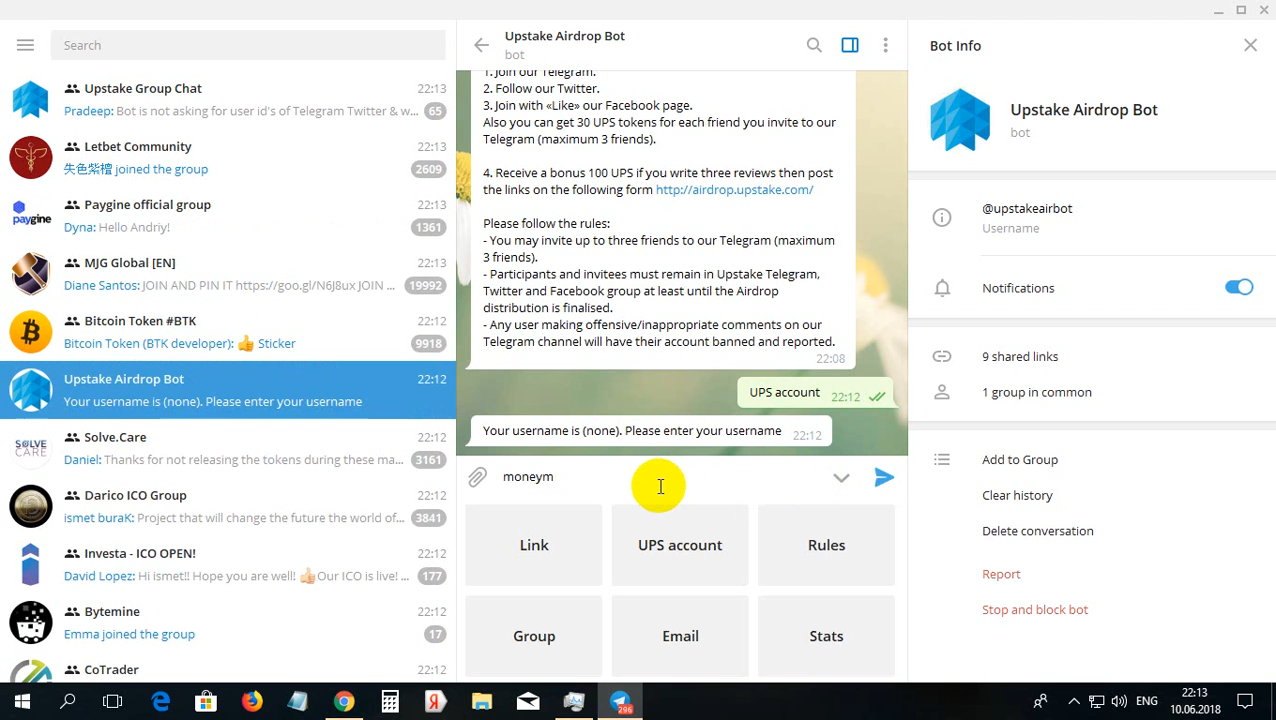 Search
Upstake Group Chat 22:13
Pradeep: Bot is not asking for user id's of Telegram Twitter & w... 65
Letbet Community 22:13
失色紫檀 joined the group 2609
paygine
Paygine official group 22:13
Dyna: Hello Andriy! 1361
MJG Global [EN] 22:13
Diane Santos: JOIN AND PIN IT https://goo.gl/N6J8ux JOIN ... 19992
Bitcoin Token #BTK 22:12
Bitcoin Token (BTK developer): 👍 Sticker 9918
Upstake Airdrop Bot 22:12
Your username is (none). Please enter your username
SOLVE
CARE
Solve.Care 22:12
Daniel: Thanks for not releasing the tokens during these ma... 3161
Darico ICO Group 22:12
ismet buraK: Project that will change the future the world of... 3841
Investa - ICO OPEN! 22:12
David Lopez: Hi ismet!! Hope you are well! 👍Our ICO is live! ... 177
Bytemine 22:12
Emma joined the group 17
CoTrader 22:12
Upstake Airdrop Bot
bot
1. Join our Telegram.
2. Follow our Twitter.
3. Join with «Like» our Facebook page.
Also you can get 30 UPS tokens for each friend you invite to our
Telegram (maximum 3 friends).
4. Receive a bonus 100 UPS if you write three reviews then post
the links on the following form http://airdrop.upstake.com/
Please follow the rules:
- You may invite up to three friends to our Telegram (maximum
3 friends).
- Participants and invitees must remain in Upstake Telegram,
Twitter and Facebook group at least until the Airdrop
distribution is finalised.
- Any user making offensive/inappropriate comments on our
Telegram channel will have their account banned and reported.
22:08
UPS account 22:12
Your username is (none). Please enter your username 22:12
moneym
Link UPS account Rules
Group Email Stats
Bot Info
Upstake Airdrop Bot
bot
@upstakeairbot
Username
Notifications
9 shared links
1 group in common
Add to Group
Clear history
Delete conversation
Report
Stop and block bot
296
ENG
22:13
10.06.2018